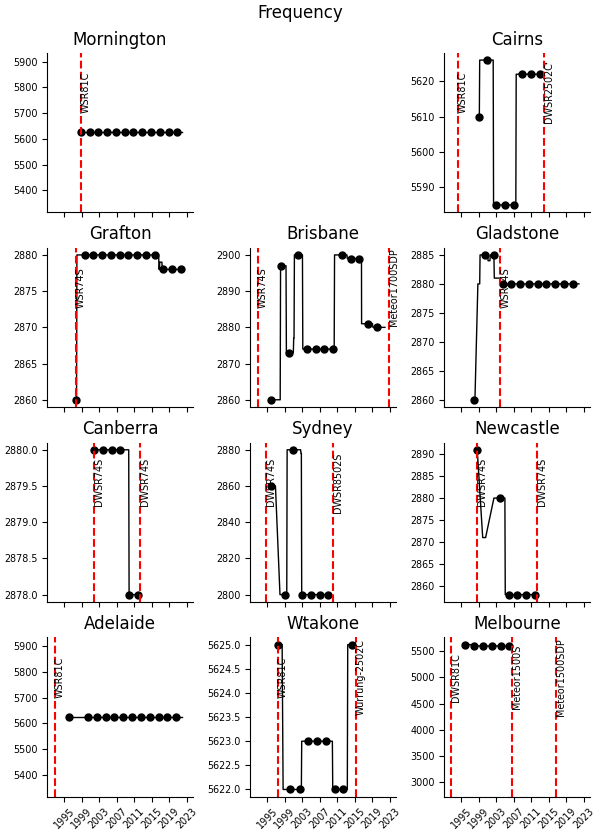 Frequency
Mornington
Cairns
5900
5800
5700
5600
5500
5400
WSR81C
5620
5610
5600
5590
WSR81C
DWSR2502C
Grafton
Brisbane
Gladstone
2880
2875
2870
2865
2860
WSR74S
2900
2890
2880
2870
2860
WSR74S
Meteor1700SDP
2885
2880
2875
2870
2865
2860
WSR74S
Canberra
Sydney
Newcastle
2880.0
2879.5
2879.0
2878.5
2878.0
DWSR74S
DWSR74S
2880
2860
2840
2820
2800
DWSR74S
DWSR8502S
2890
2885
2880
2875
2870
2865
2860
DWSR74S
DWSR74S
Adelaide
Wtakone
Melbourne
5900
5800
5700
5600
5500
5400
WSR81C
5625.0
5624.5
5624.0
5623.5
5623.0
5622.5
5622.0
WSR81C
Wurrung-2502C
5500
5000
4500
4000
3500
3000
DWSR81C
Meteor1500S
Meteor1500SDP
1995 1999 2003 2007 2011 2015 2019 2023
1995 1999 2003 2007 2011 2015 2019 2023
1995 1999 2003 2007 2011 2015 2019 2023